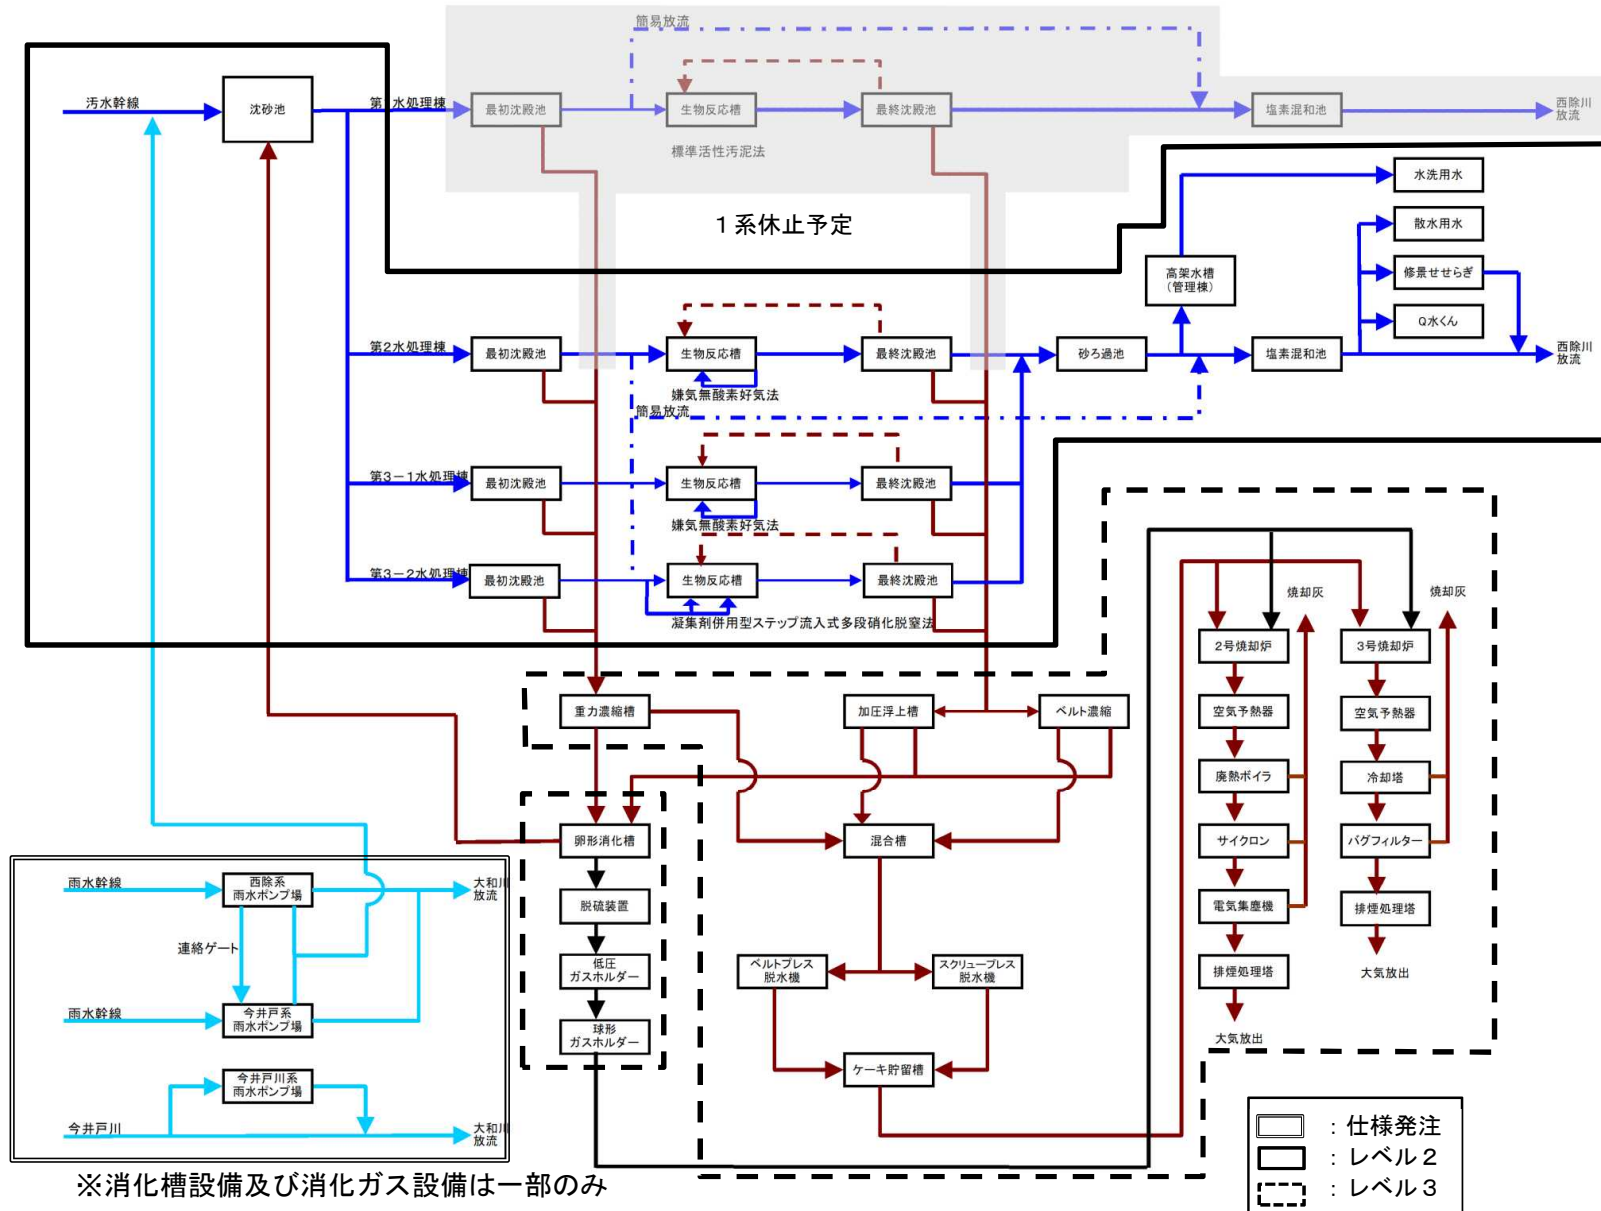 簡易放流
汚水幹線
沈砂池
第1水処理棟
最初沈殿池
生物反応槽
最終沈殿池
塩素混和池
西除川
放流
標準活性汚泥法
1系休止予定
水洗用水
散水用水
高架水槽
(管理棟)
修景せせらぎ
Q水くん
第2水処理棟
最初沈殿池
生物反応槽
最終沈殿池
砂ろ過池
塩素混和池
西除川
放流
嫌気無酸素好気法
簡易放流
第3-1水処理棟
最初沈殿池
生物反応槽
最終沈殿池
嫌気無酸素好気法
第3-2水処理棟
最初沈殿池
生物反応槽
最終沈殿池
凝集剤併用型ステップ流入式多段硝化脱窒法
焼却灰
焼却灰
2号焼却炉
3号焼却炉
重力濃縮槽
加圧浮上槽
ベルト濃縮
空気予熱器
空気予熱器
廃熱ボイラ
冷却塔
卵形消化槽
混合槽
サイクロン
バグフィルター
雨水幹線
西除系
雨水ポンプ場
大和川
放流
脱硫装置
電気集塵機
排煙処理塔
連絡ゲート
低圧
ガスホルダー
ベルトプレス
脱水機
スクリュープレス
脱水機
排煙処理塔
大気放出
雨水幹線
今井戸系
雨水ポンプ場
球形
ガスホルダー
大気放出
今井戸川系
雨水ポンプ場
ケーキ貯留槽
今井戸川
大和川
放流
※消化槽設備及び消化ガス設備は一部のみ
:仕様発注
:レベル2
:レベル3